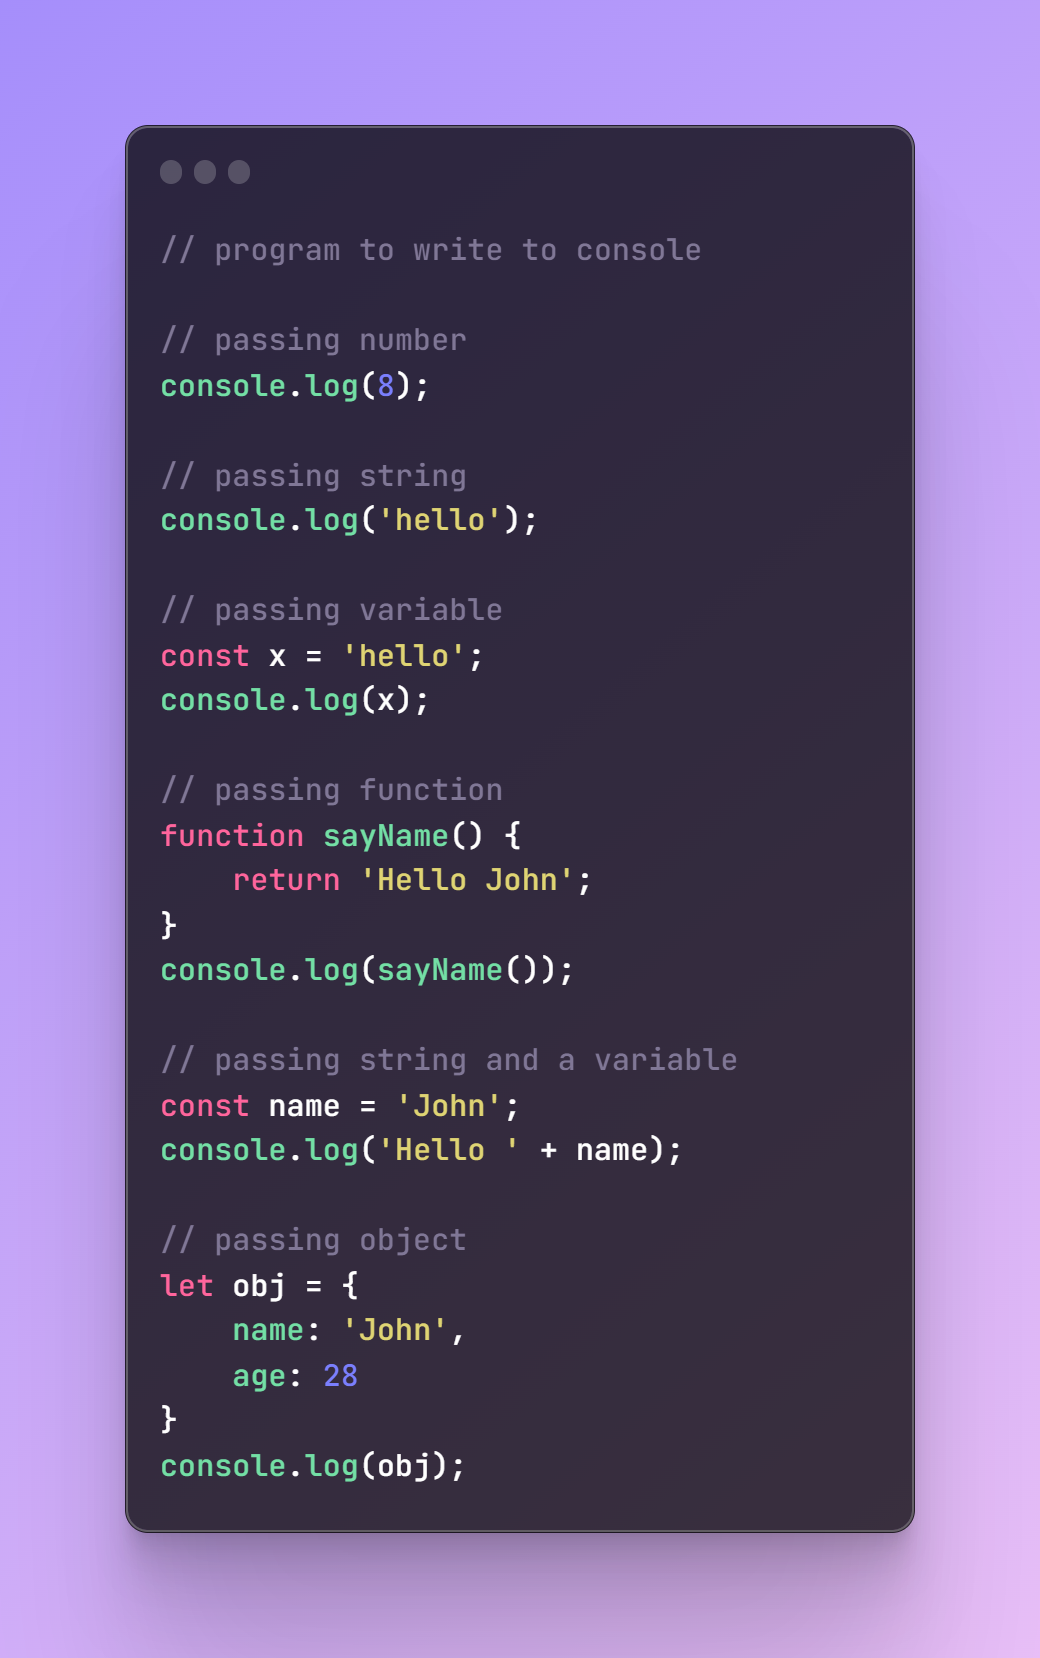 // program to write to console
// passing number
console.log(8);
// passing string
console.log('hello');
// passing variable
const x = 'hello';
console.log(x);
// passing function
function sayName() {
    return 'Hello John';
}
console.log(sayName());
// passing string and a variable
const name = 'John';
console.log('Hello ' + name);
// passing object
let obj = {
    name: 'John',
    age: 28
}
console.log(obj);